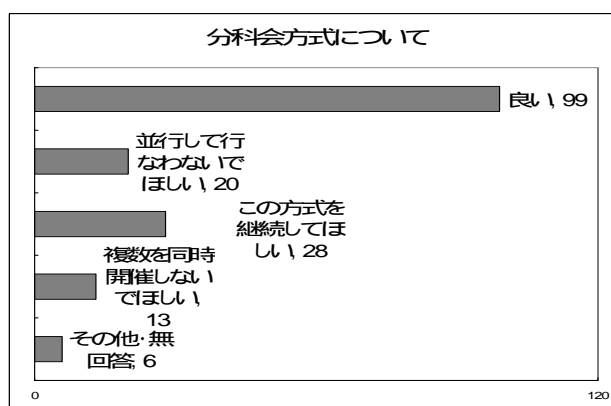 分科会方式について
良い, 99
並行して行
なわないで
ほしい, 20
この方式を
継続してほ
しい, 28
複数を同時
開催しない
でほしい,
13
その他・無
回答, 6
0
120